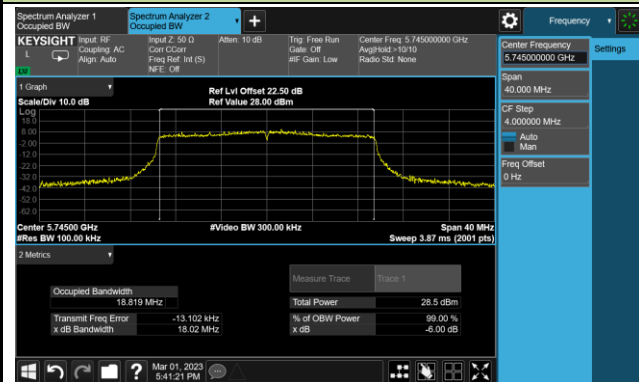 Spectrum Analyzer 1
Occupied BW
Spectrum Analyzer 2
Occupied BW
+
Frequency
KEYSIGHT
L
Input: RF
Coupling: AC
Align: Auto
Input Z: 50 Ω
Corr CCorr
Freq Ref: Int (S)
NFE: Off
Atten: 10 dB
Trig: Free Run
Gate: Off
#IF Gain: Low
Center Freq: 5.745000000 GHz
Avg|Hold:>10/10
Radio Std: None
Center Frequency
5.745000000 GHz
Settings
Span
40.000 MHz
CF Step
4.000000 MHz
Auto
Man
Freq Offset
0 Hz
1 Graph
Scale/Div 10.0 dB
Ref Lvl Offset 22.50 dB
Ref Value 28.00 dBm
Log
18.0
8.00
-2.00
-12.0
-22.0
-32.0
-42.0
-52.0
-62.0
Center 5.74500 GHz
#Res BW 100.00 kHz
#Video BW 300.00 kHz
Span 40 MHz
Sweep 3.87 ms (2001 pts)
2 Metrics
Measure Trace
Trace 1
Occupied Bandwidth
18.819 MHz
Total Power
28.5 dBm
Transmit Freq Error
-13.102 kHz
% of OBW Power
99.00 %
x dB Bandwidth
18.02 MHz
x dB
-6.00 dB
?
Mar 01, 2023
5:41:21 PM